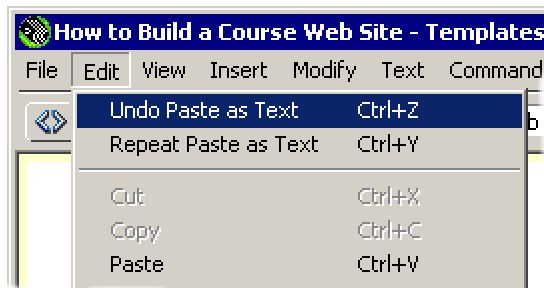 How to Build a Course Web Site - Templates
File Edit View Insert Modify Text Command
b
Undo Paste as Text Ctrl+Z
Repeat Paste as Text Ctrl+Y
Cut Ctrl+X
Copy Ctrl+C
Paste Ctrl+V